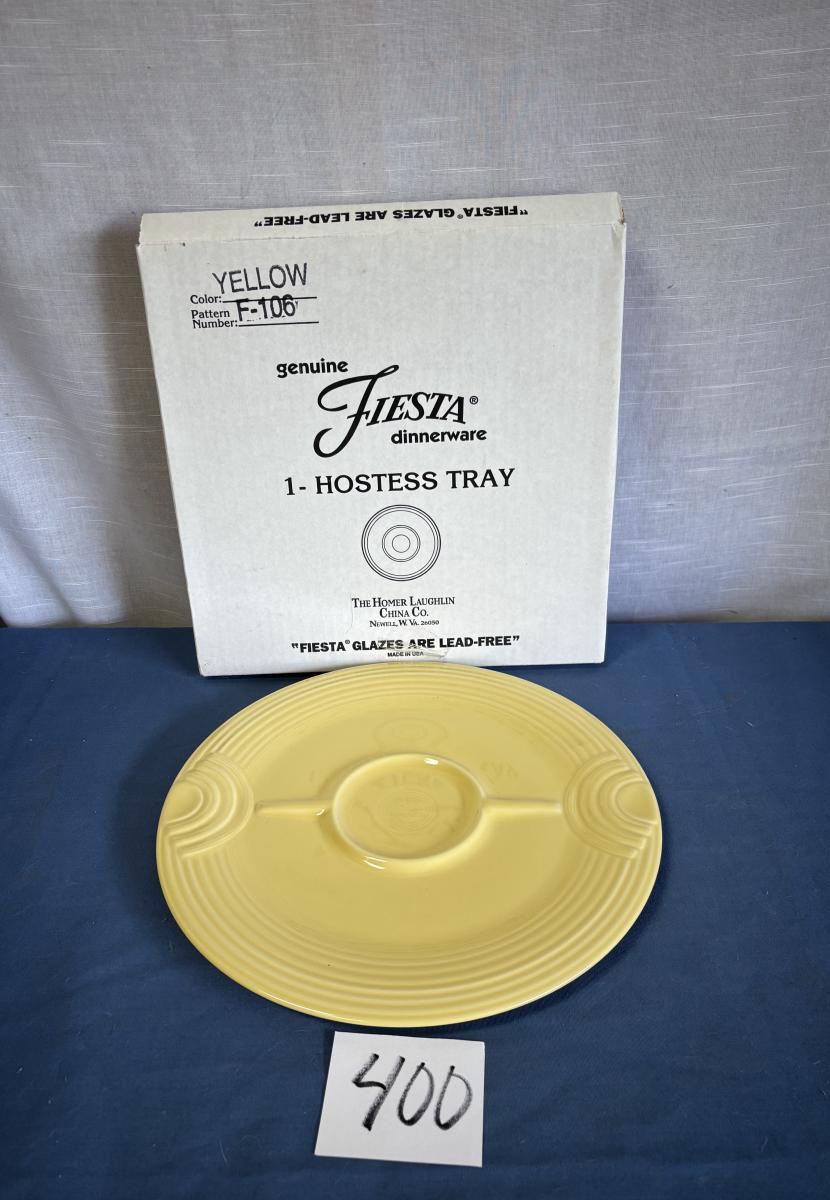 "FIESTA® GLAZES ARE LEAD-FREE"
YELLOW
Color:
Pattern Number: F-106
genuine
FIESTA®
dinnerware
1- HOSTESS TRAY
THE HOMER LAUGHLIN
CHINA CO.
NEWELL, W. VA. 26050
"FIESTA® GLAZES ARE LEAD-FREE"
MADE IN USA
400